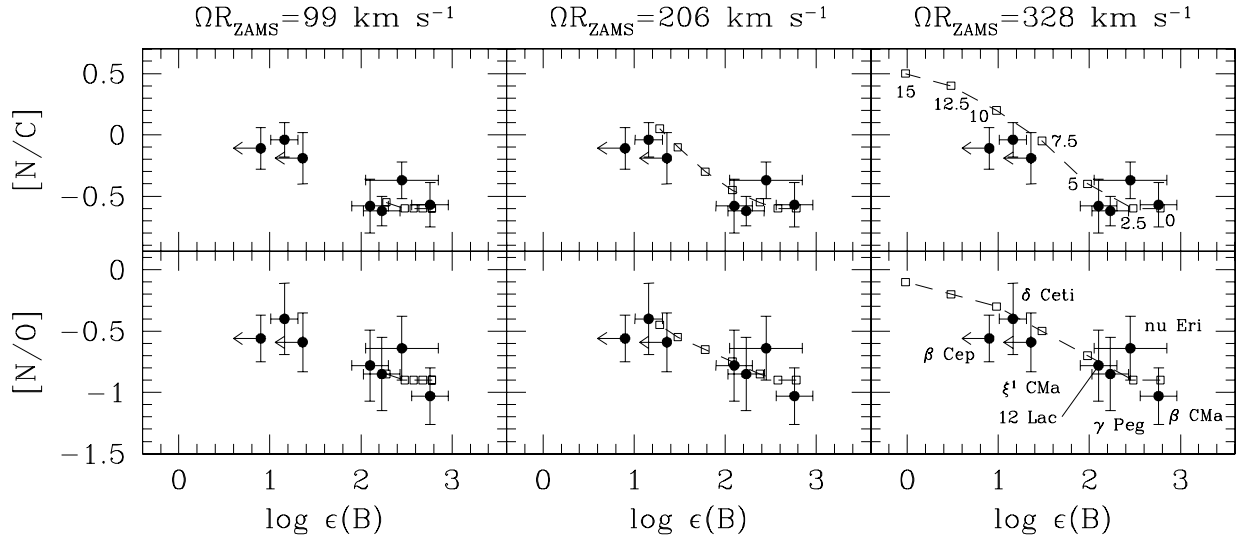 ΩR_ZAMS=99 km s⁻¹
ΩR_ZAMS=206 km s⁻¹
ΩR_ZAMS=328 km s⁻¹
[N/C]
0.5
0
−0.5
15
12.5
10
7.5
5
2.5
0
[N/O]
0
−0.5
−1
−1.5
δ Ceti
nu Eri
β Cep
ξ¹ CMa
12 Lac
γ Peg
β CMa
0 1 2 3
0 1 2 3
0 1 2 3
log ϵ(B)
log ϵ(B)
log ϵ(B)